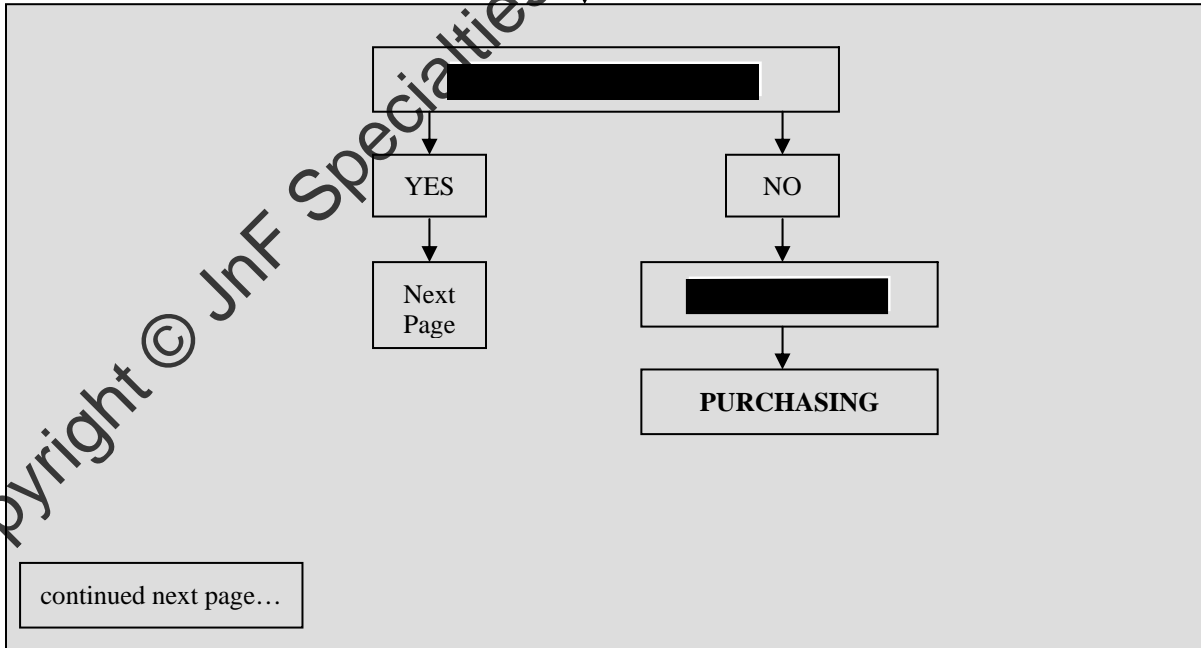 YES
NO
Next
Page
PURCHASING
continued next page…
pyright © JnF Specialties